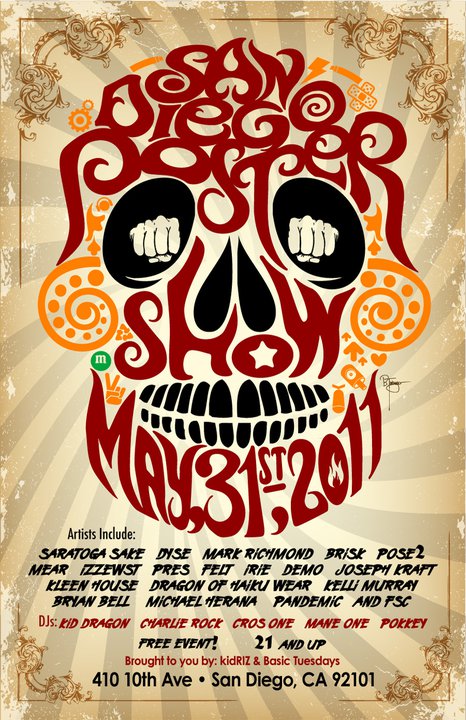 SAN
DIEGO
POSTER
SHOW
m
MAY, 31ST, 2011
Artists Include:
SARATOGA SAKE DYSE MARK RICHMOND BRISK POSE2
MEAR IZZEWST PRES FELT IRIE DEMO JOSEPH KRAFT
KLEEN HOUSE DRAGON OF HAIKU WEAR KELLI MURRAY
BRYAN BELL MICHAEL HERANA PANDEMIC AND FSC
DJs: KID DRAGON CHARLIE ROCK CROS ONE MANE ONE POKKEY
FREE EVENT! 21 AND UP
Brought to you by: kidRIZ & Basic Tuesdays
410 10th Ave • San Diego, CA 92101